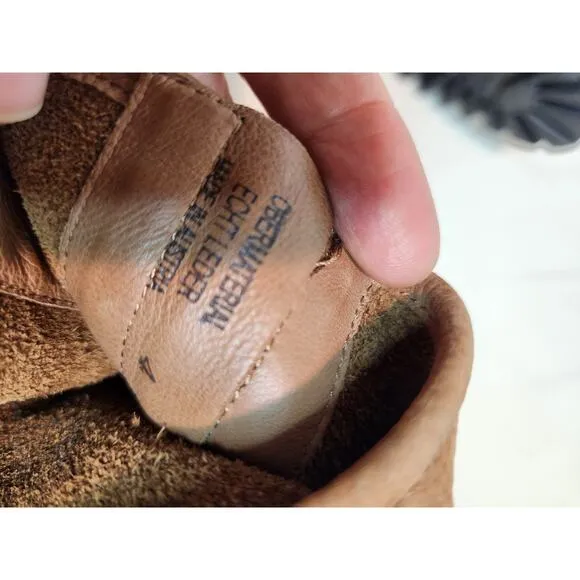 OBERMATERIAL
ECHT LEDER
MADE IN AUSTRIA
4